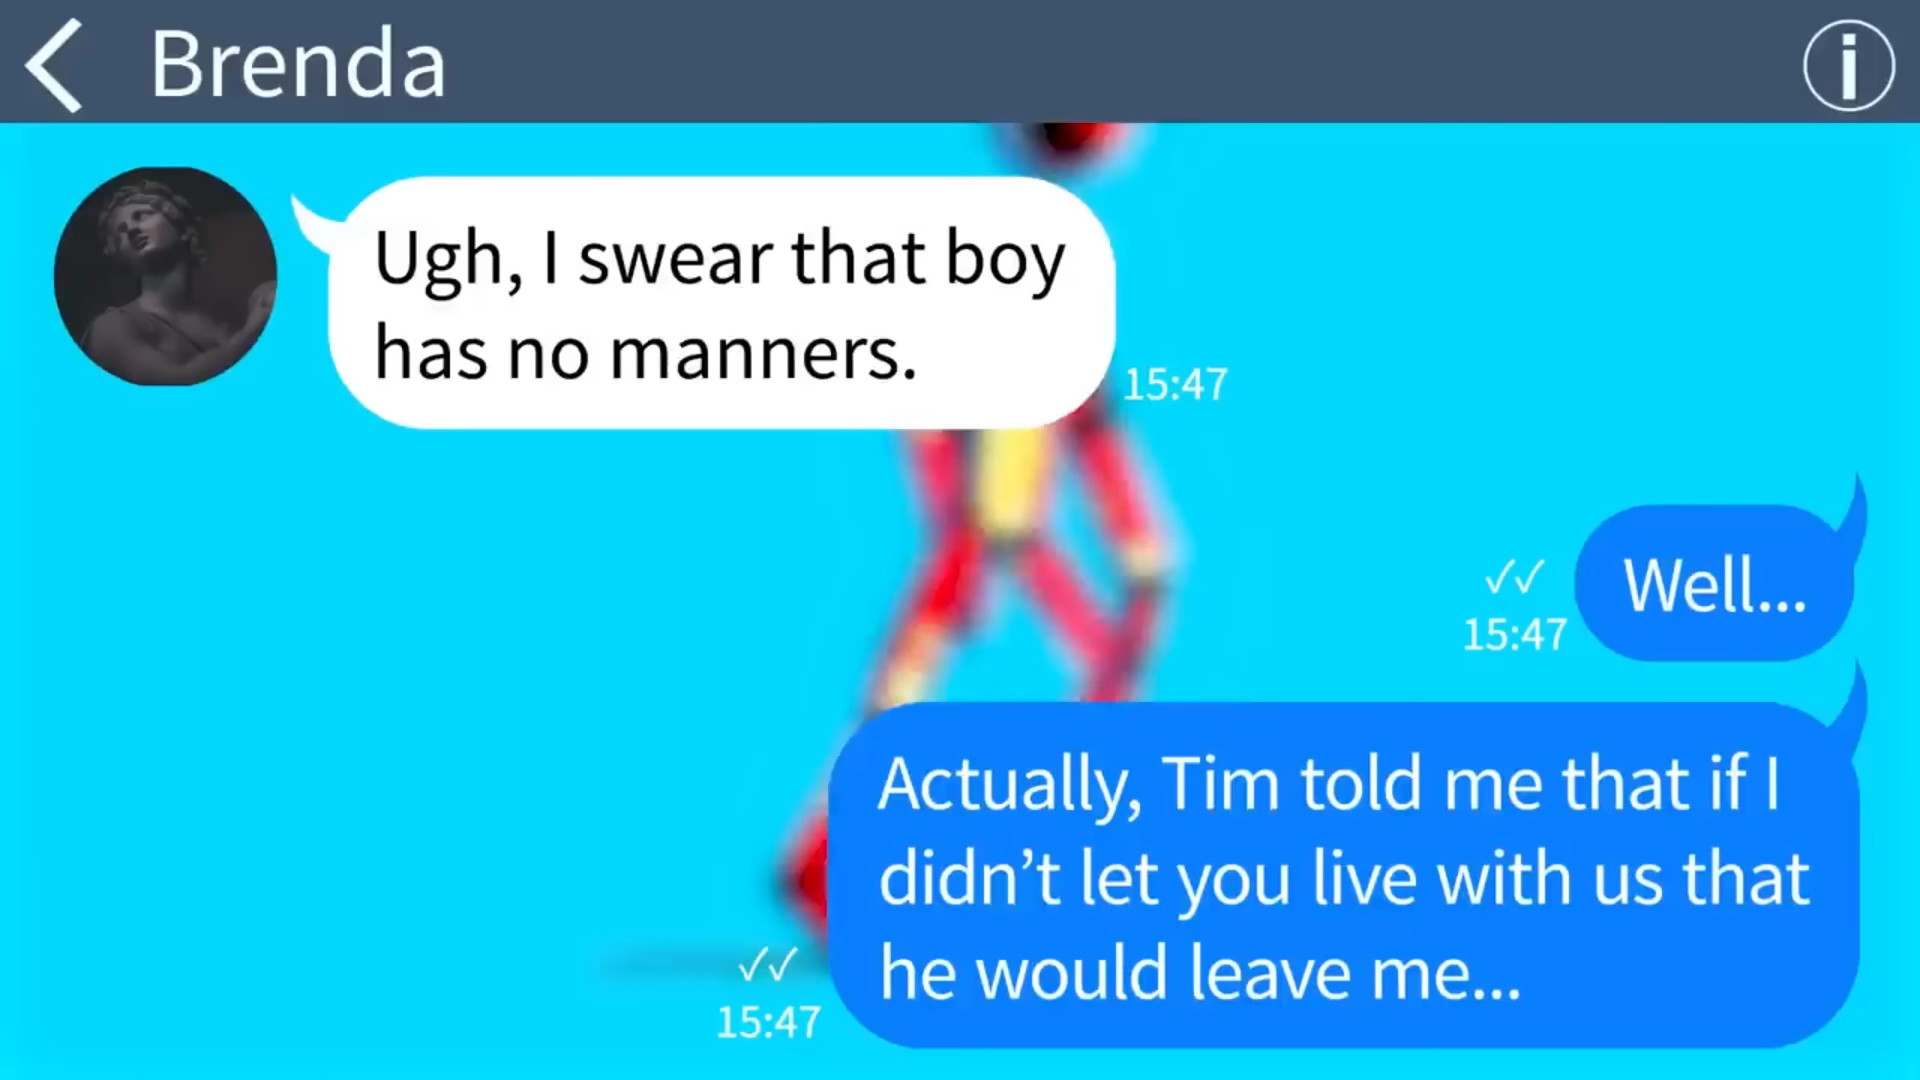 Brenda
Ugh, I swear that boy
has no manners.
15:47
Well...
15:47
Actually, Tim told me that if I
didn’t let you live with us that
he would leave me...
15:47